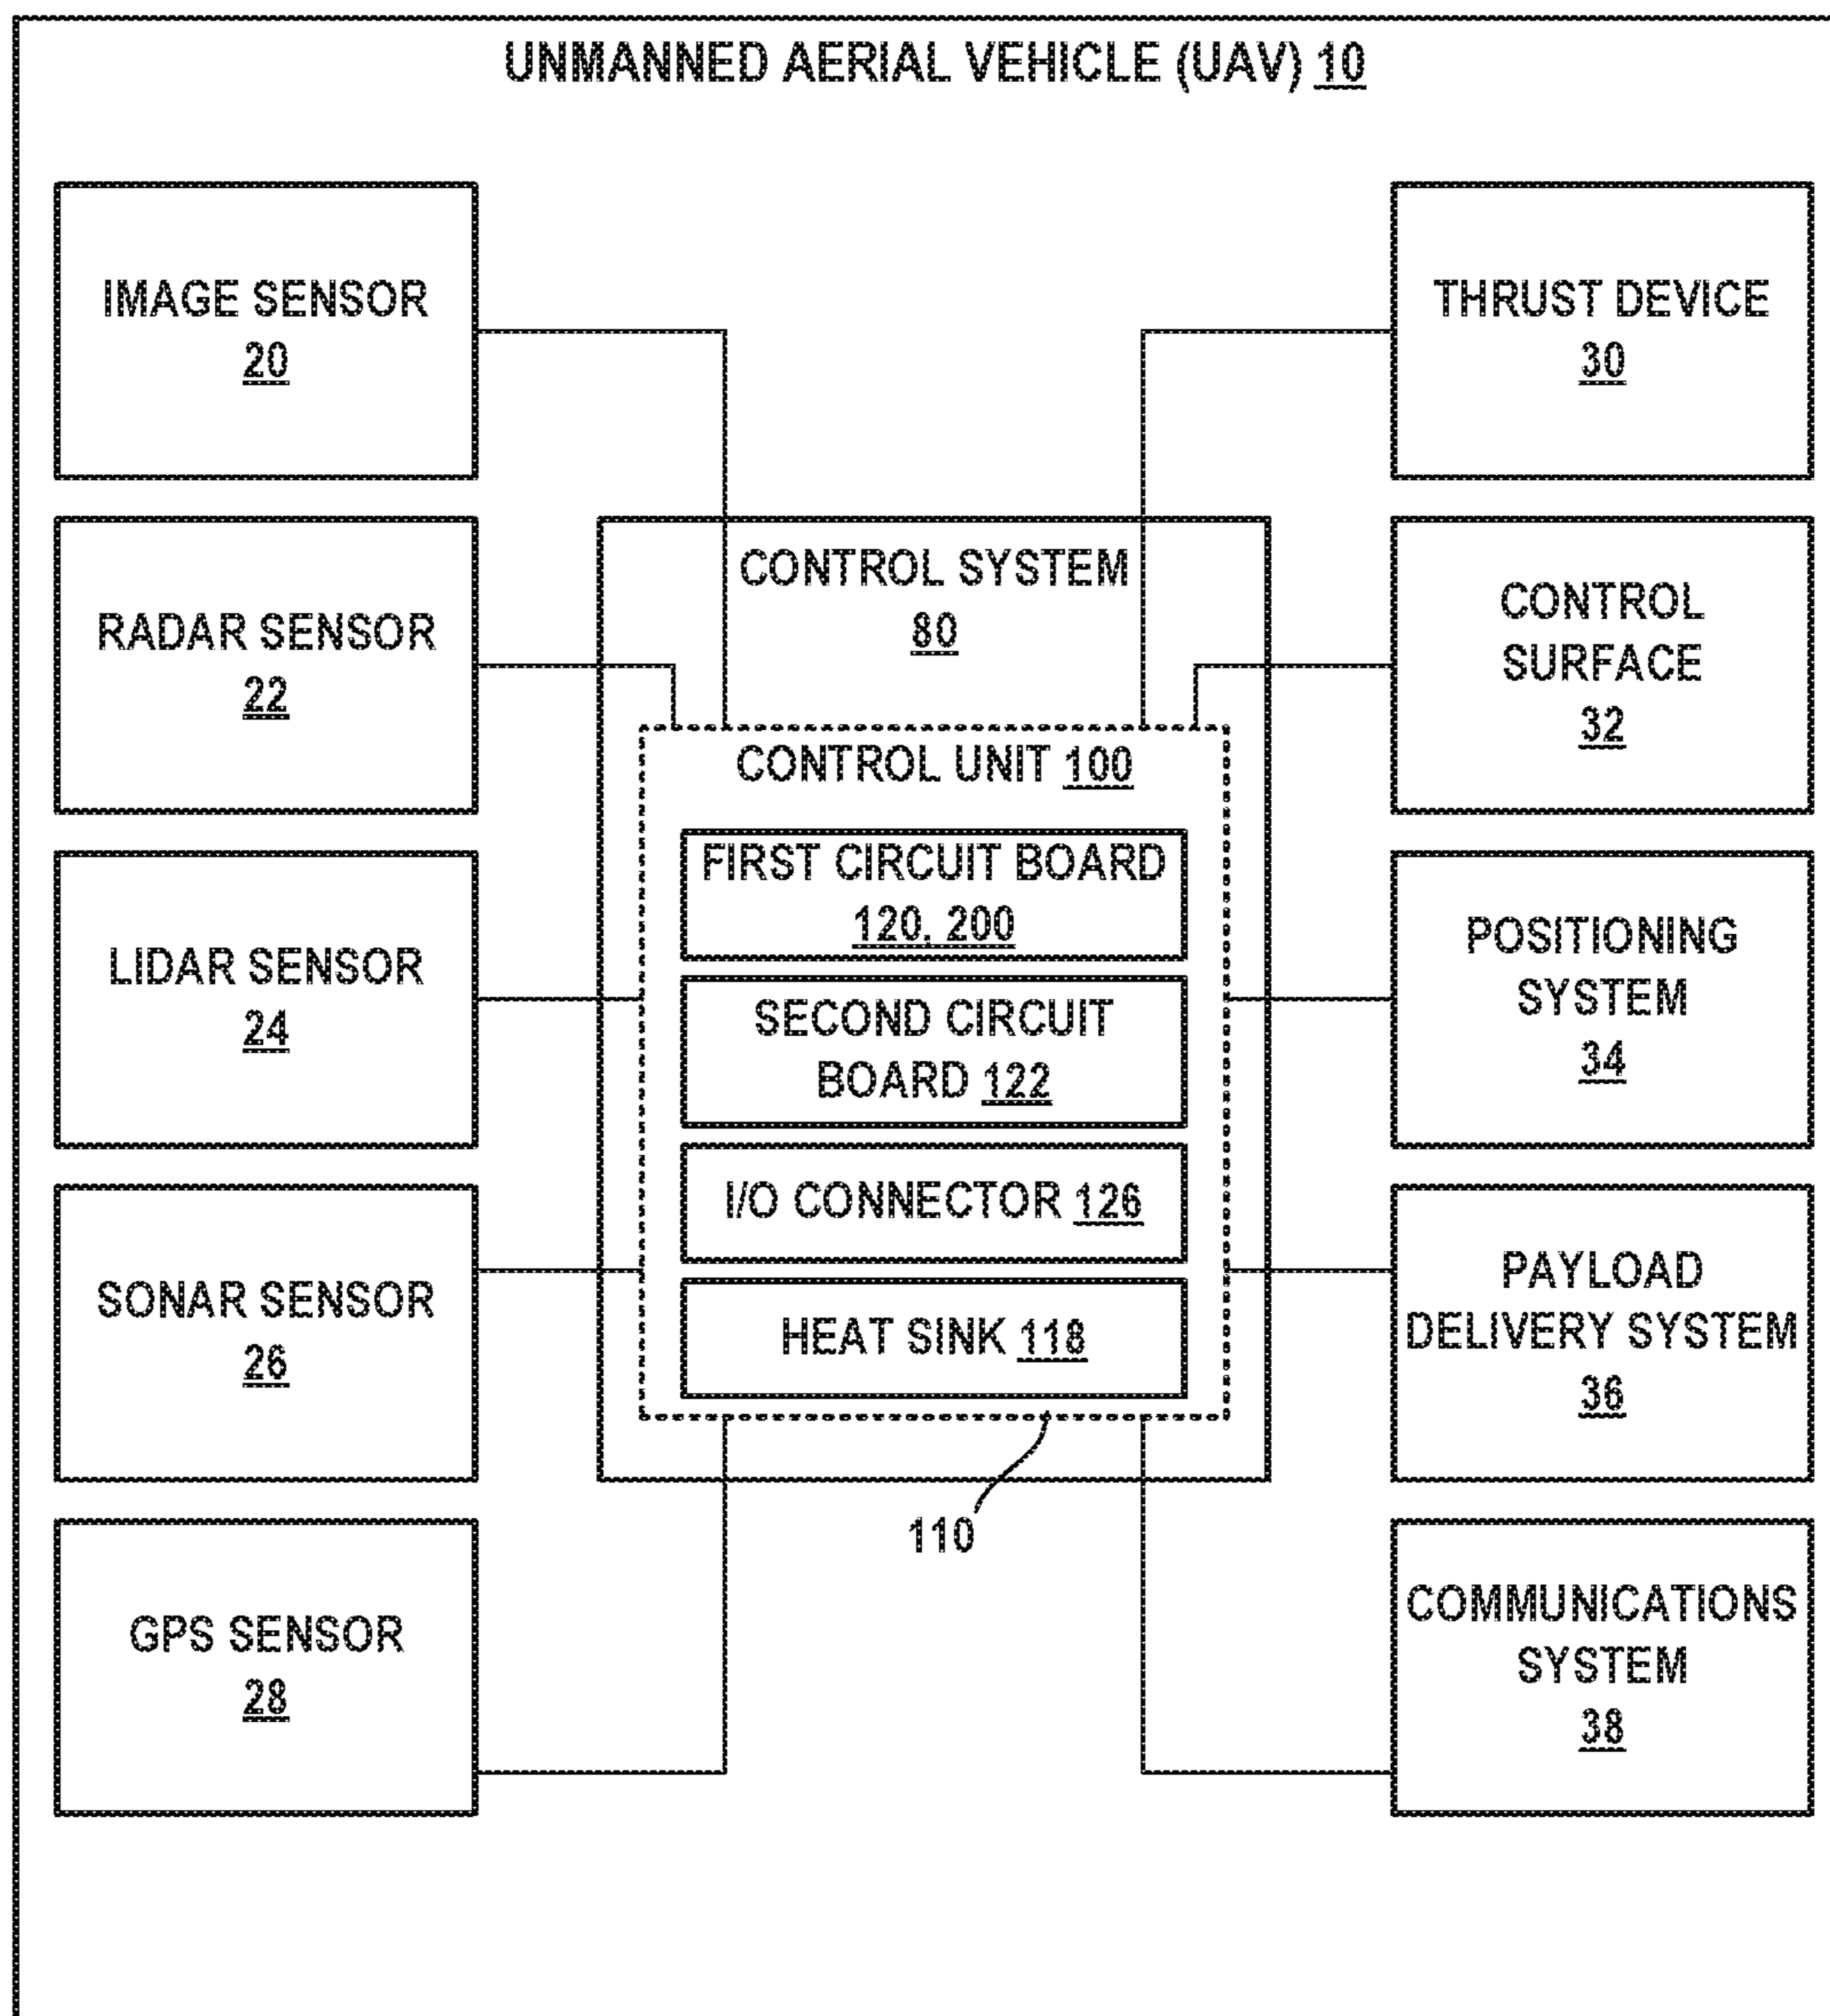 UNMANNED AERIAL VEHICLE (UAV) 10
IMAGE SENSOR
20
RADAR SENSOR
22
LIDAR SENSOR
24
SONAR SENSOR
26
GPS SENSOR
28
CONTROL SYSTEM
80
CONTROL UNIT 100
FIRST CIRCUIT BOARD
120, 200
SECOND CIRCUIT
BOARD 122
I/O CONNECTOR 126
HEAT SINK 118
110
THRUST DEVICE
30
CONTROL
SURFACE
32
POSITIONING
SYSTEM
34
PAYLOAD
DELIVERY SYSTEM
36
COMMUNICATIONS
SYSTEM
38